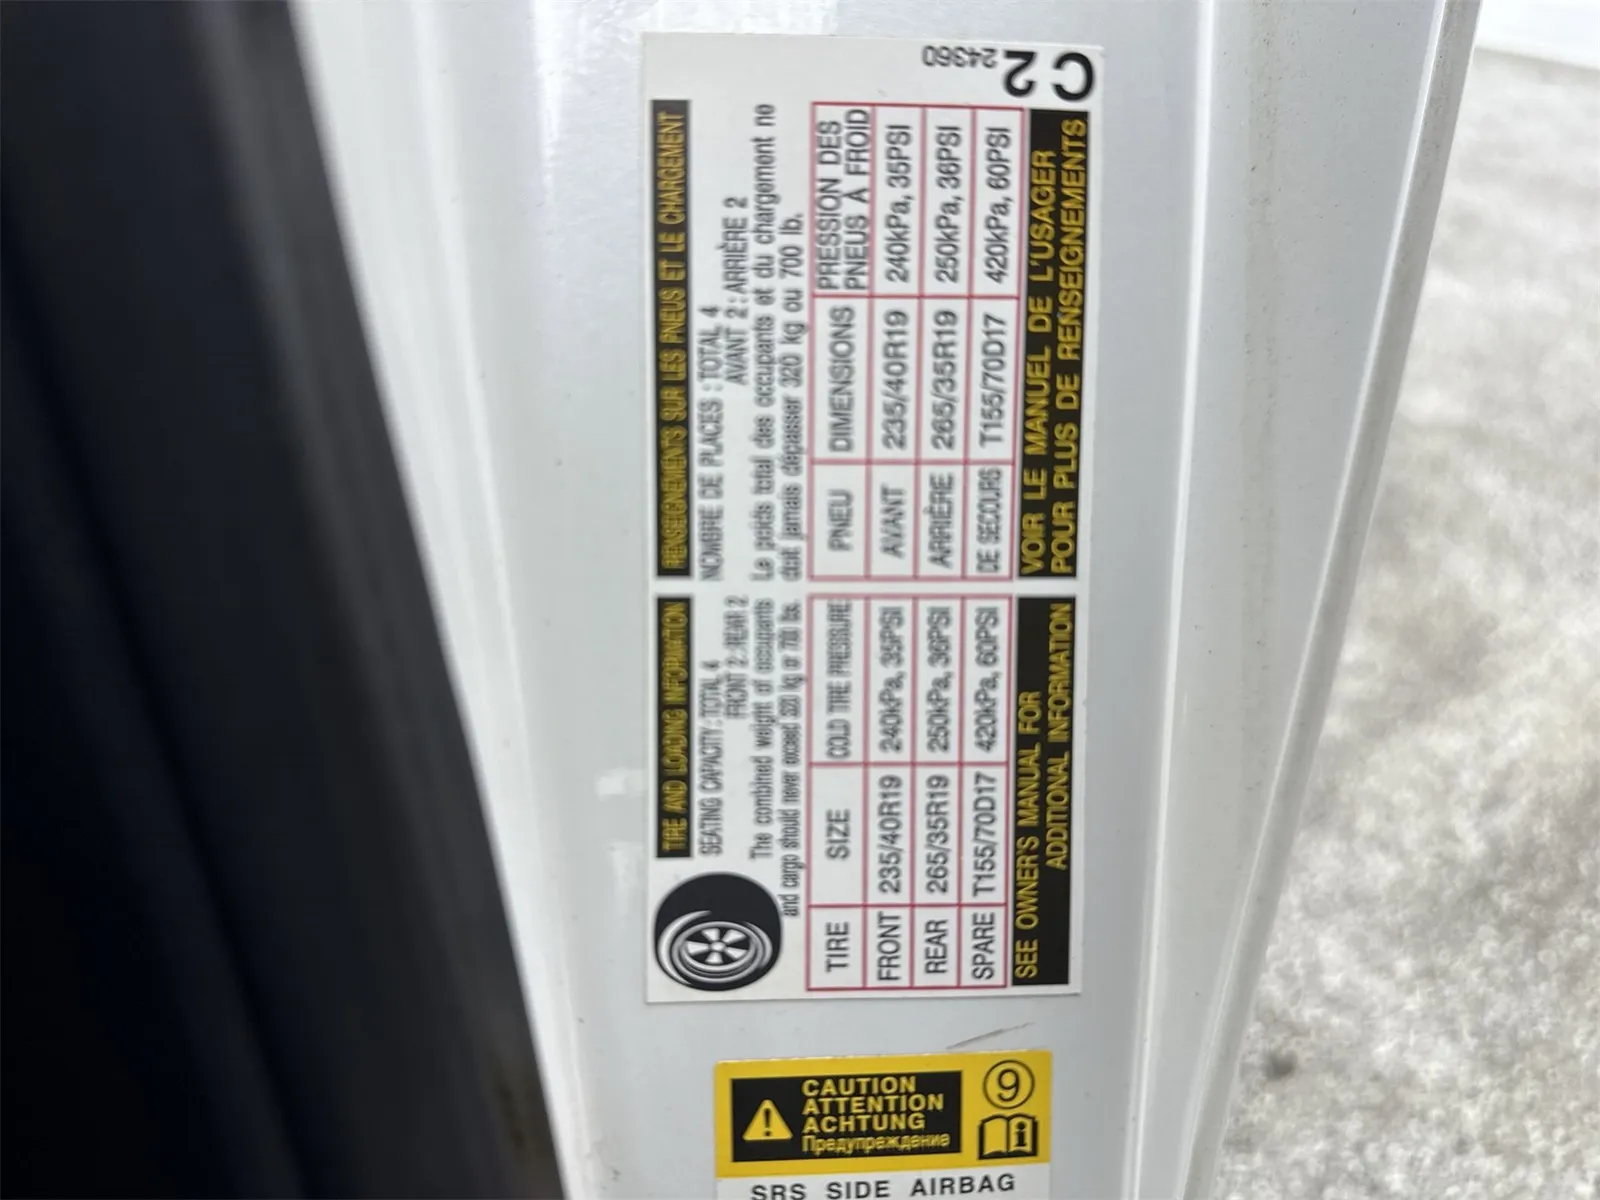 TIRE AND LOADING INFORMATION
SEATING CAPACITY : TOTAL 4
FRONT 2 : REAR 2
The combined weight of occupants
and cargo should never exceed 320 kg or 700 lbs.
TIRE SIZE COLD TIRE PRESSURE
FRONT 235/40R19 240kPa, 35PSI
REAR 265/35R19 250kPa, 36PSI
SPARE T155/70D17 420kPa, 60PSI
SEE OWNER'S MANUAL FOR
ADDITIONAL INFORMATION
RENSEIGNEMENTS SUR LES PNEUS ET LE CHARGEMENT
NOMBRE DE PLACES : TOTAL 4
AVANT 2 : ARRIÈRE 2
Le poids total des occupants et du chargement ne
doit jamais dépasser 320 kg ou 700 lb.
PNEU DIMENSIONS PRESSION DES
PNEUS À FROID
AVANT 235/40R19 240kPa, 35PSI
ARRIÈRE 265/35R19 250kPa, 36PSI
DE SECOURS T155/70D17 420kPa, 60PSI
VOIR LE MANUEL DE L'USAGER
POUR PLUS DE RENSEIGNEMENTS
C2
24360
CAUTION
ATTENTION
ACHTUNG
Предупреждение
9
i
SRS SIDE AIRBAG